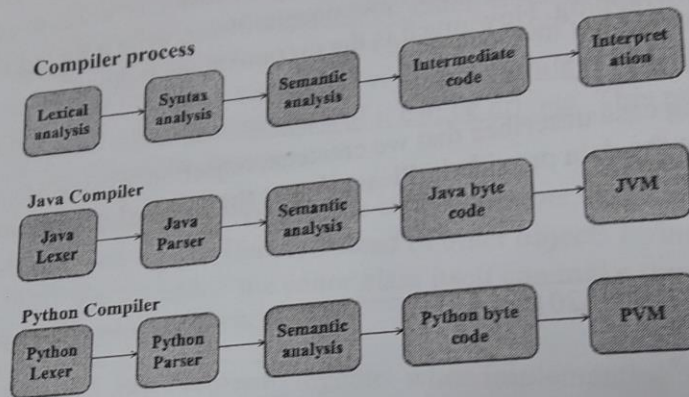 Compiler process
Lexical
analysis
Syntax
analysis
Semantic
analysis
Intermediate
code
Interpret
ation
Java Compiler
Java
Lexer
Java
Parser
Semantic
analysis
Java byte
code
JVM
Python Compiler
Python
Lexer
Python
Parser
Semantic
analysis
Python byte
code
PVM